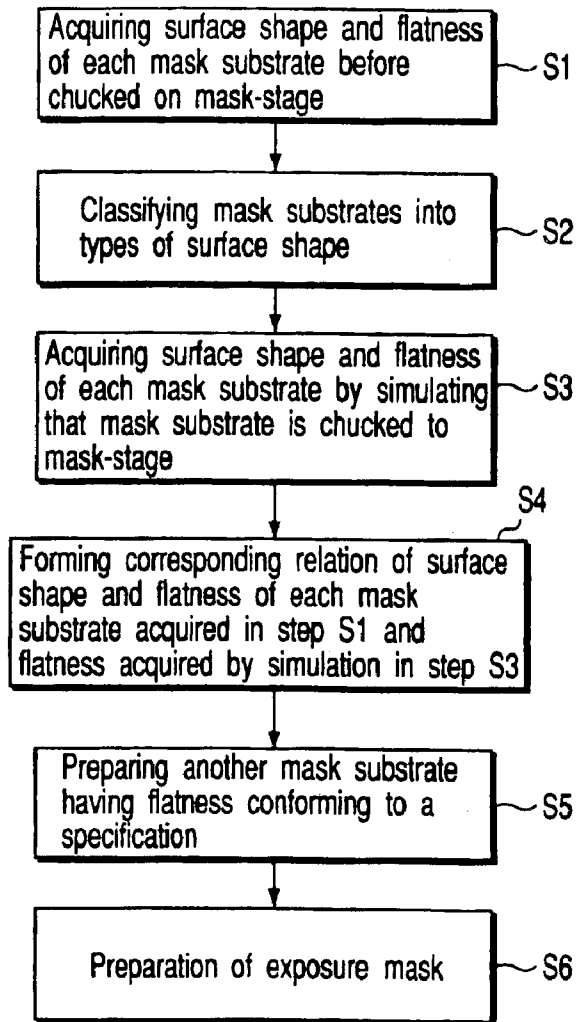 Acquiring surface shape and flatness
of each mask substrate before
chucked on mask-stage
S1
Classifying mask substrates into
types of surface shape
S2
Acquiring surface shape and flatness
of each mask substrate by simulating
that mask substrate is chucked to
mask-stage
S3
S4
Forming corresponding relation of surface
shape and flatness of each mask
substrate acquired in step S1 and
flatness acquired by simulation in step S3
Preparing another mask substrate
having flatness conforming to a
specification
S5
Preparation of exposure mask
S6